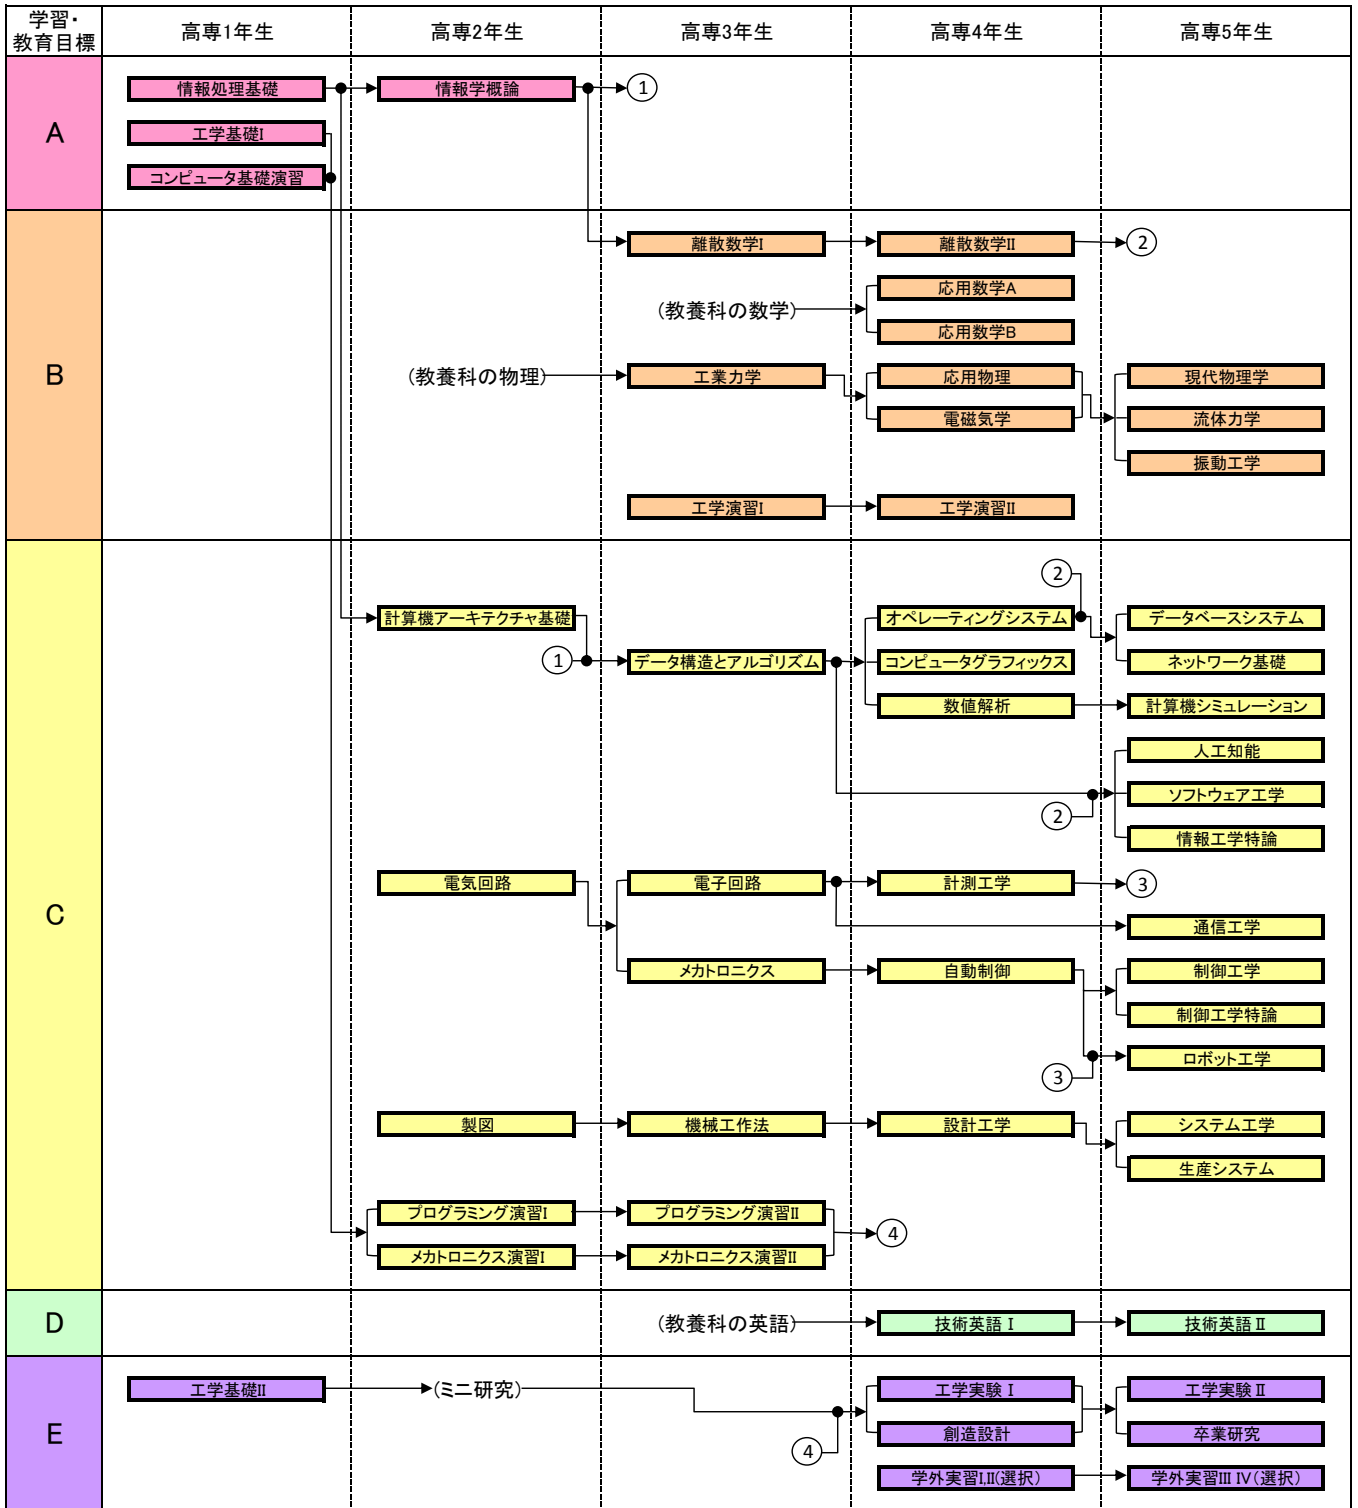 学習・
教育目標
高専1年生
高専2年生
高専3年生
高専4年生
高専5年生
A
情報処理基礎
情報学概論
1
工学基礎I
コンピュータ基礎演習
B
離散数学I
離散数学II
2
応用数学A
(教養科の数学)
応用数学B
(教養科の物理)
工業力学
応用物理
現代物理学
電磁気学
流体力学
振動工学
工学演習I
工学演習II
C
2
計算機アーキテクチャ基礎
オペレーティングシステム
データベースシステム
1
データ構造とアルゴリズム
コンピュータグラフィックス
ネットワーク基礎
数値解析
計算機シミュレーション
人工知能
ソフトウェア工学
2
情報工学特論
電気回路
電子回路
計測工学
3
通信工学
メカトロニクス
自動制御
制御工学
制御工学特論
ロボット工学
3
製図
機械工作法
設計工学
システム工学
生産システム
プログラミング演習I
プログラミング演習II
4
メカトロニクス演習I
メカトロニクス演習II
D
(教養科の英語)
技術英語 I
技術英語 II
E
工学基礎II
(ミニ研究)
工学実験 I
工学実験 II
創造設計
卒業研究
4
学外実習I,II(選択)
学外実習III IV(選択)